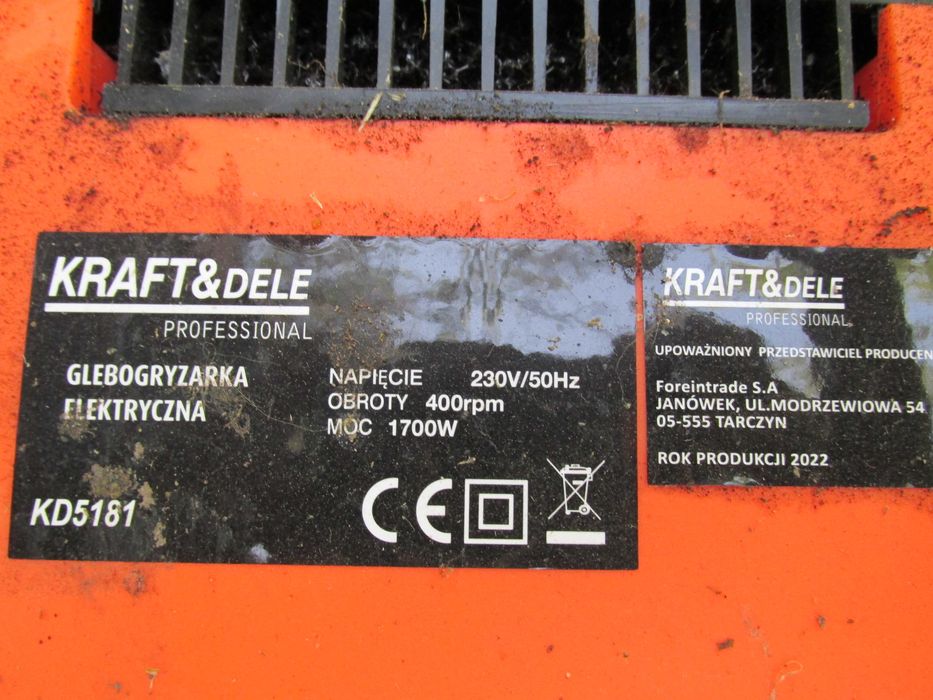 KRAFT&DELE
PROFESSIONAL
GLEBOGRYZARKA
ELEKTRYCZNA
NAPIĘCIE 230V/50Hz
OBROTY 400rpm
MOC 1700W
KD5181
CE
KRAFT&DELE
PROFESSIONAL
UPOWAŻNIONY PRZEDSTAWICIEL PRODUCEN
Foreintrade S.A
JANÓWEK, UL.MODRZEWIOWA 54
05-555 TARCZYN
ROK PRODUKCJI 2022